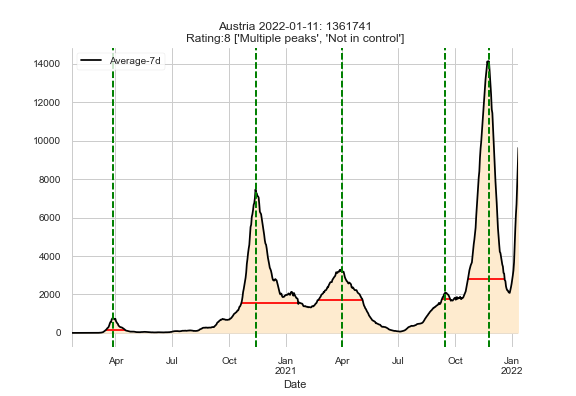 Austria 2022-01-11: 1361741
Rating:8 ['Multiple peaks', 'Not in control']
Average-7d
14000
12000
10000
8000
6000
4000
2000
0
Apr Jul Oct Jan Apr Jul Oct Jan
2021 2022
Date